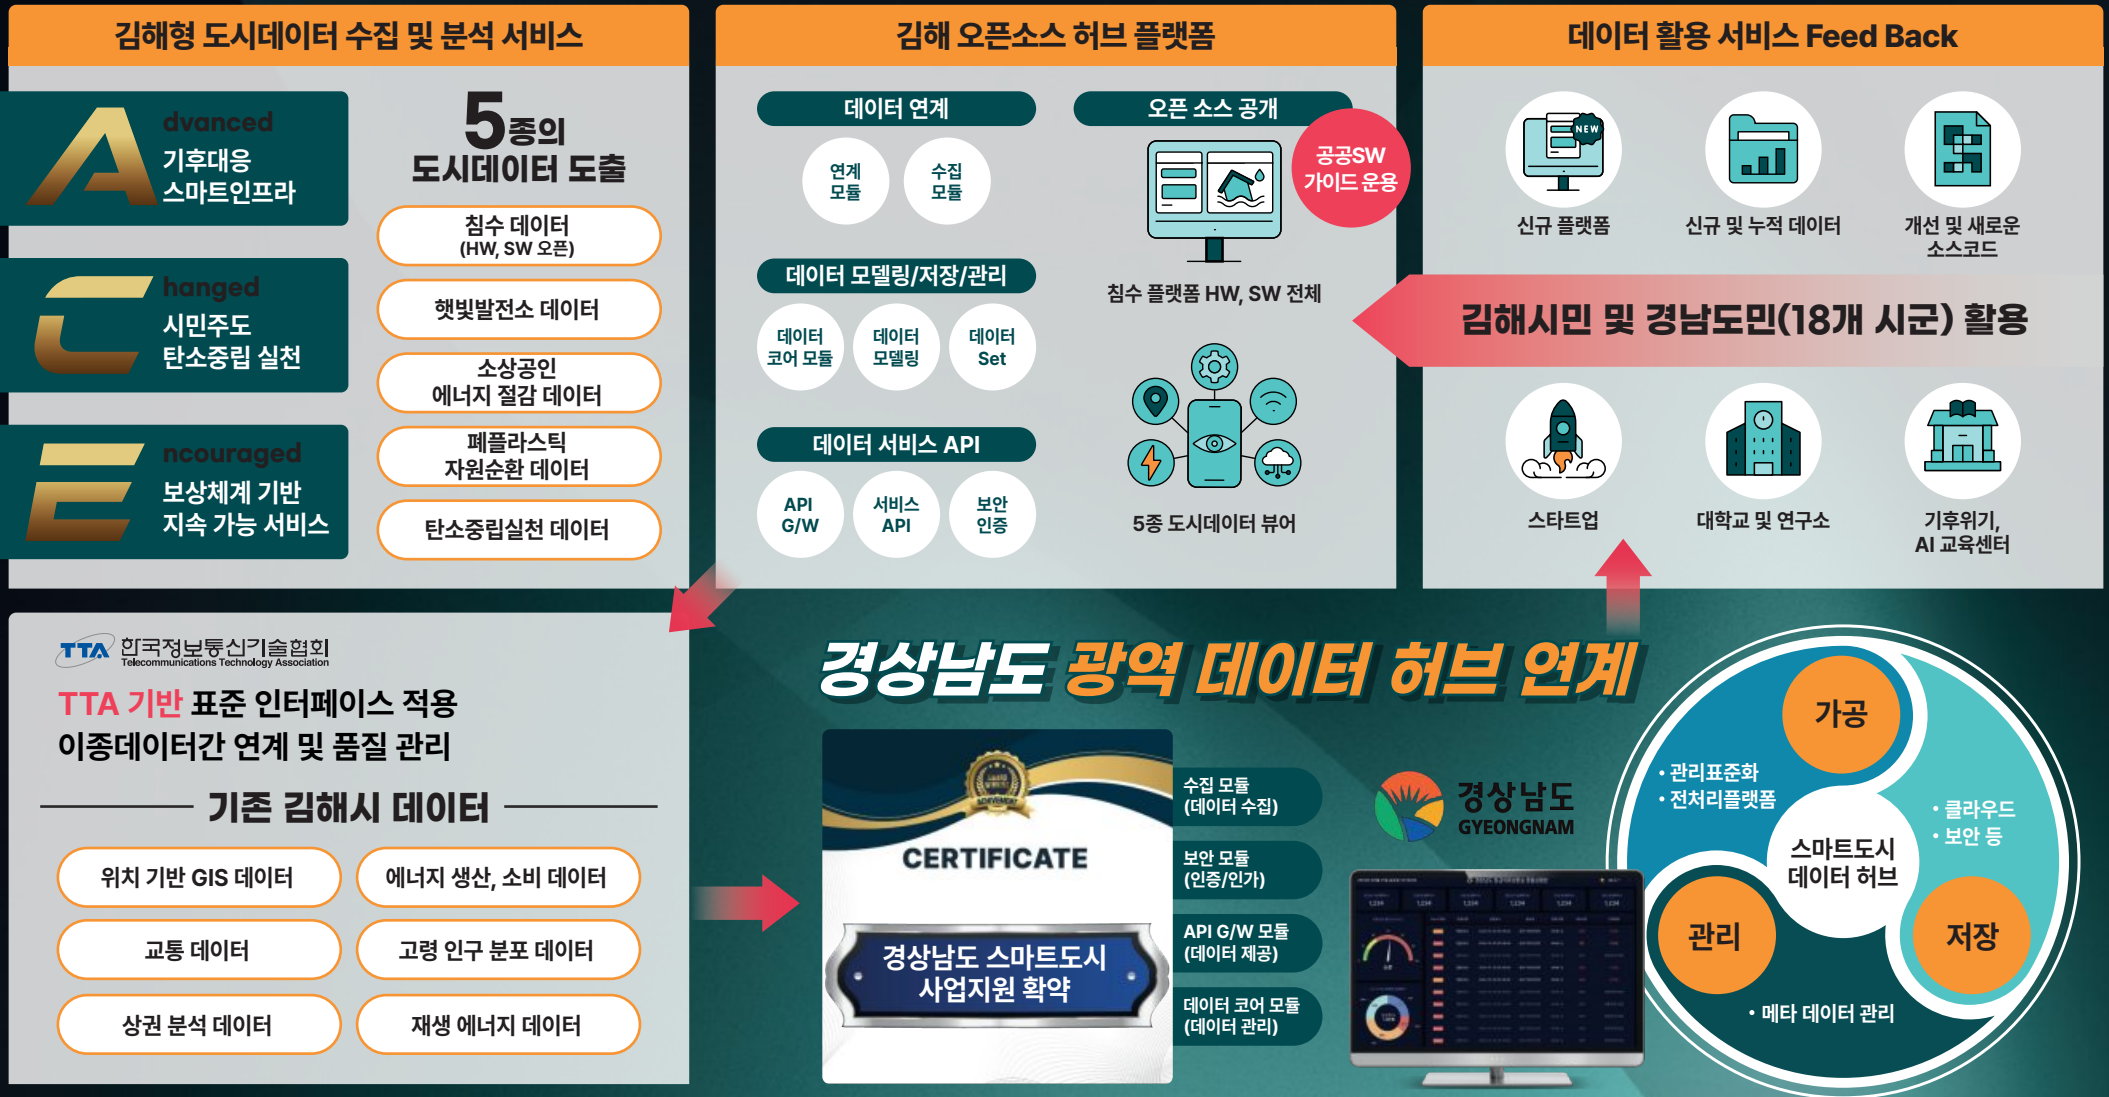 김해형 도시데이터 수집 및 분석 서비스
Advanced
기후대응
스마트인프라
Changed
시민주도
탄소중립 실천
Encouraged
보상체계 기반
지속 가능 서비스
5종의
도시데이터 도출
침수 데이터
(HW, SW 오픈)
햇빛발전소 데이터
소상공인
에너지 절감 데이터
폐플라스틱
자원순환 데이터
탄소중립실천 데이터
김해 오픈소스 허브 플랫폼
데이터 연계
연계
모듈
수집
모듈
데이터 모델링/저장/관리
데이터
코어 모듈
데이터
모델링
데이터
Set
데이터 서비스 API
API
G/W
서비스
API
보안
인증
오픈 소스 공개
공공SW
가이드 운용
침수 플랫폼 HW, SW 전체
5종 도시데이터 뷰어
데이터 활용 서비스 Feed Back
NEW
신규 플랫폼
신규 및 누적 데이터
개선 및 새로운
소스코드
김해시민 및 경남도민(18개 시군) 활용
스타트업
대학교 및 연구소
기후위기,
AI 교육센터
TTA 한국정보통신기술협회
Telecommunications Technology Association
TTA 기반 표준 인터페이스 적용
이종데이터간 연계 및 품질 관리
기존 김해시 데이터
위치 기반 GIS 데이터
에너지 생산, 소비 데이터
교통 데이터
고령 인구 분포 데이터
상권 분석 데이터
재생 에너지 데이터
경상남도 광역 데이터 허브 연계
CERTIFICATE
경상남도 스마트도시
사업지원 확약
수집 모듈
(데이터 수집)
보안 모듈
(인증/인가)
API G/W 모듈
(데이터 제공)
데이터 코어 모듈
(데이터 관리)
경상남도
GYEONGNAM
1,234 1,234 1,234 1,234 1,234 1,234
가공
• 관리표준화
• 전처리플랫폼
• 클라우드
• 보안 등
스마트도시
데이터 허브
관리
저장
• 메타 데이터 관리